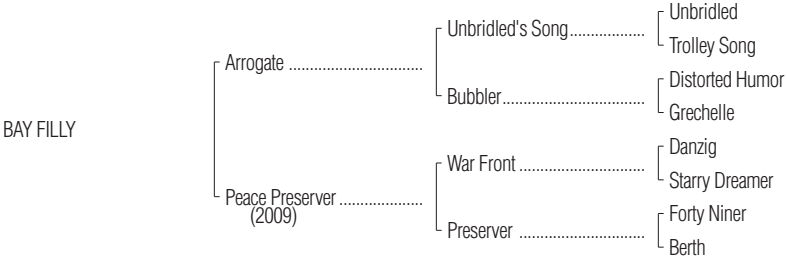 Unbridled
Unbridled's Song..................
Trolley Song
Arrogate ...............................
Distorted Humor
Bubbler..................................
Grechelle
BAY FILLY
Danzig
War Front ..............................
Starry Dreamer
Peace Preserver ....................
(2009)
Forty Niner
Preserver ..............................
Berth